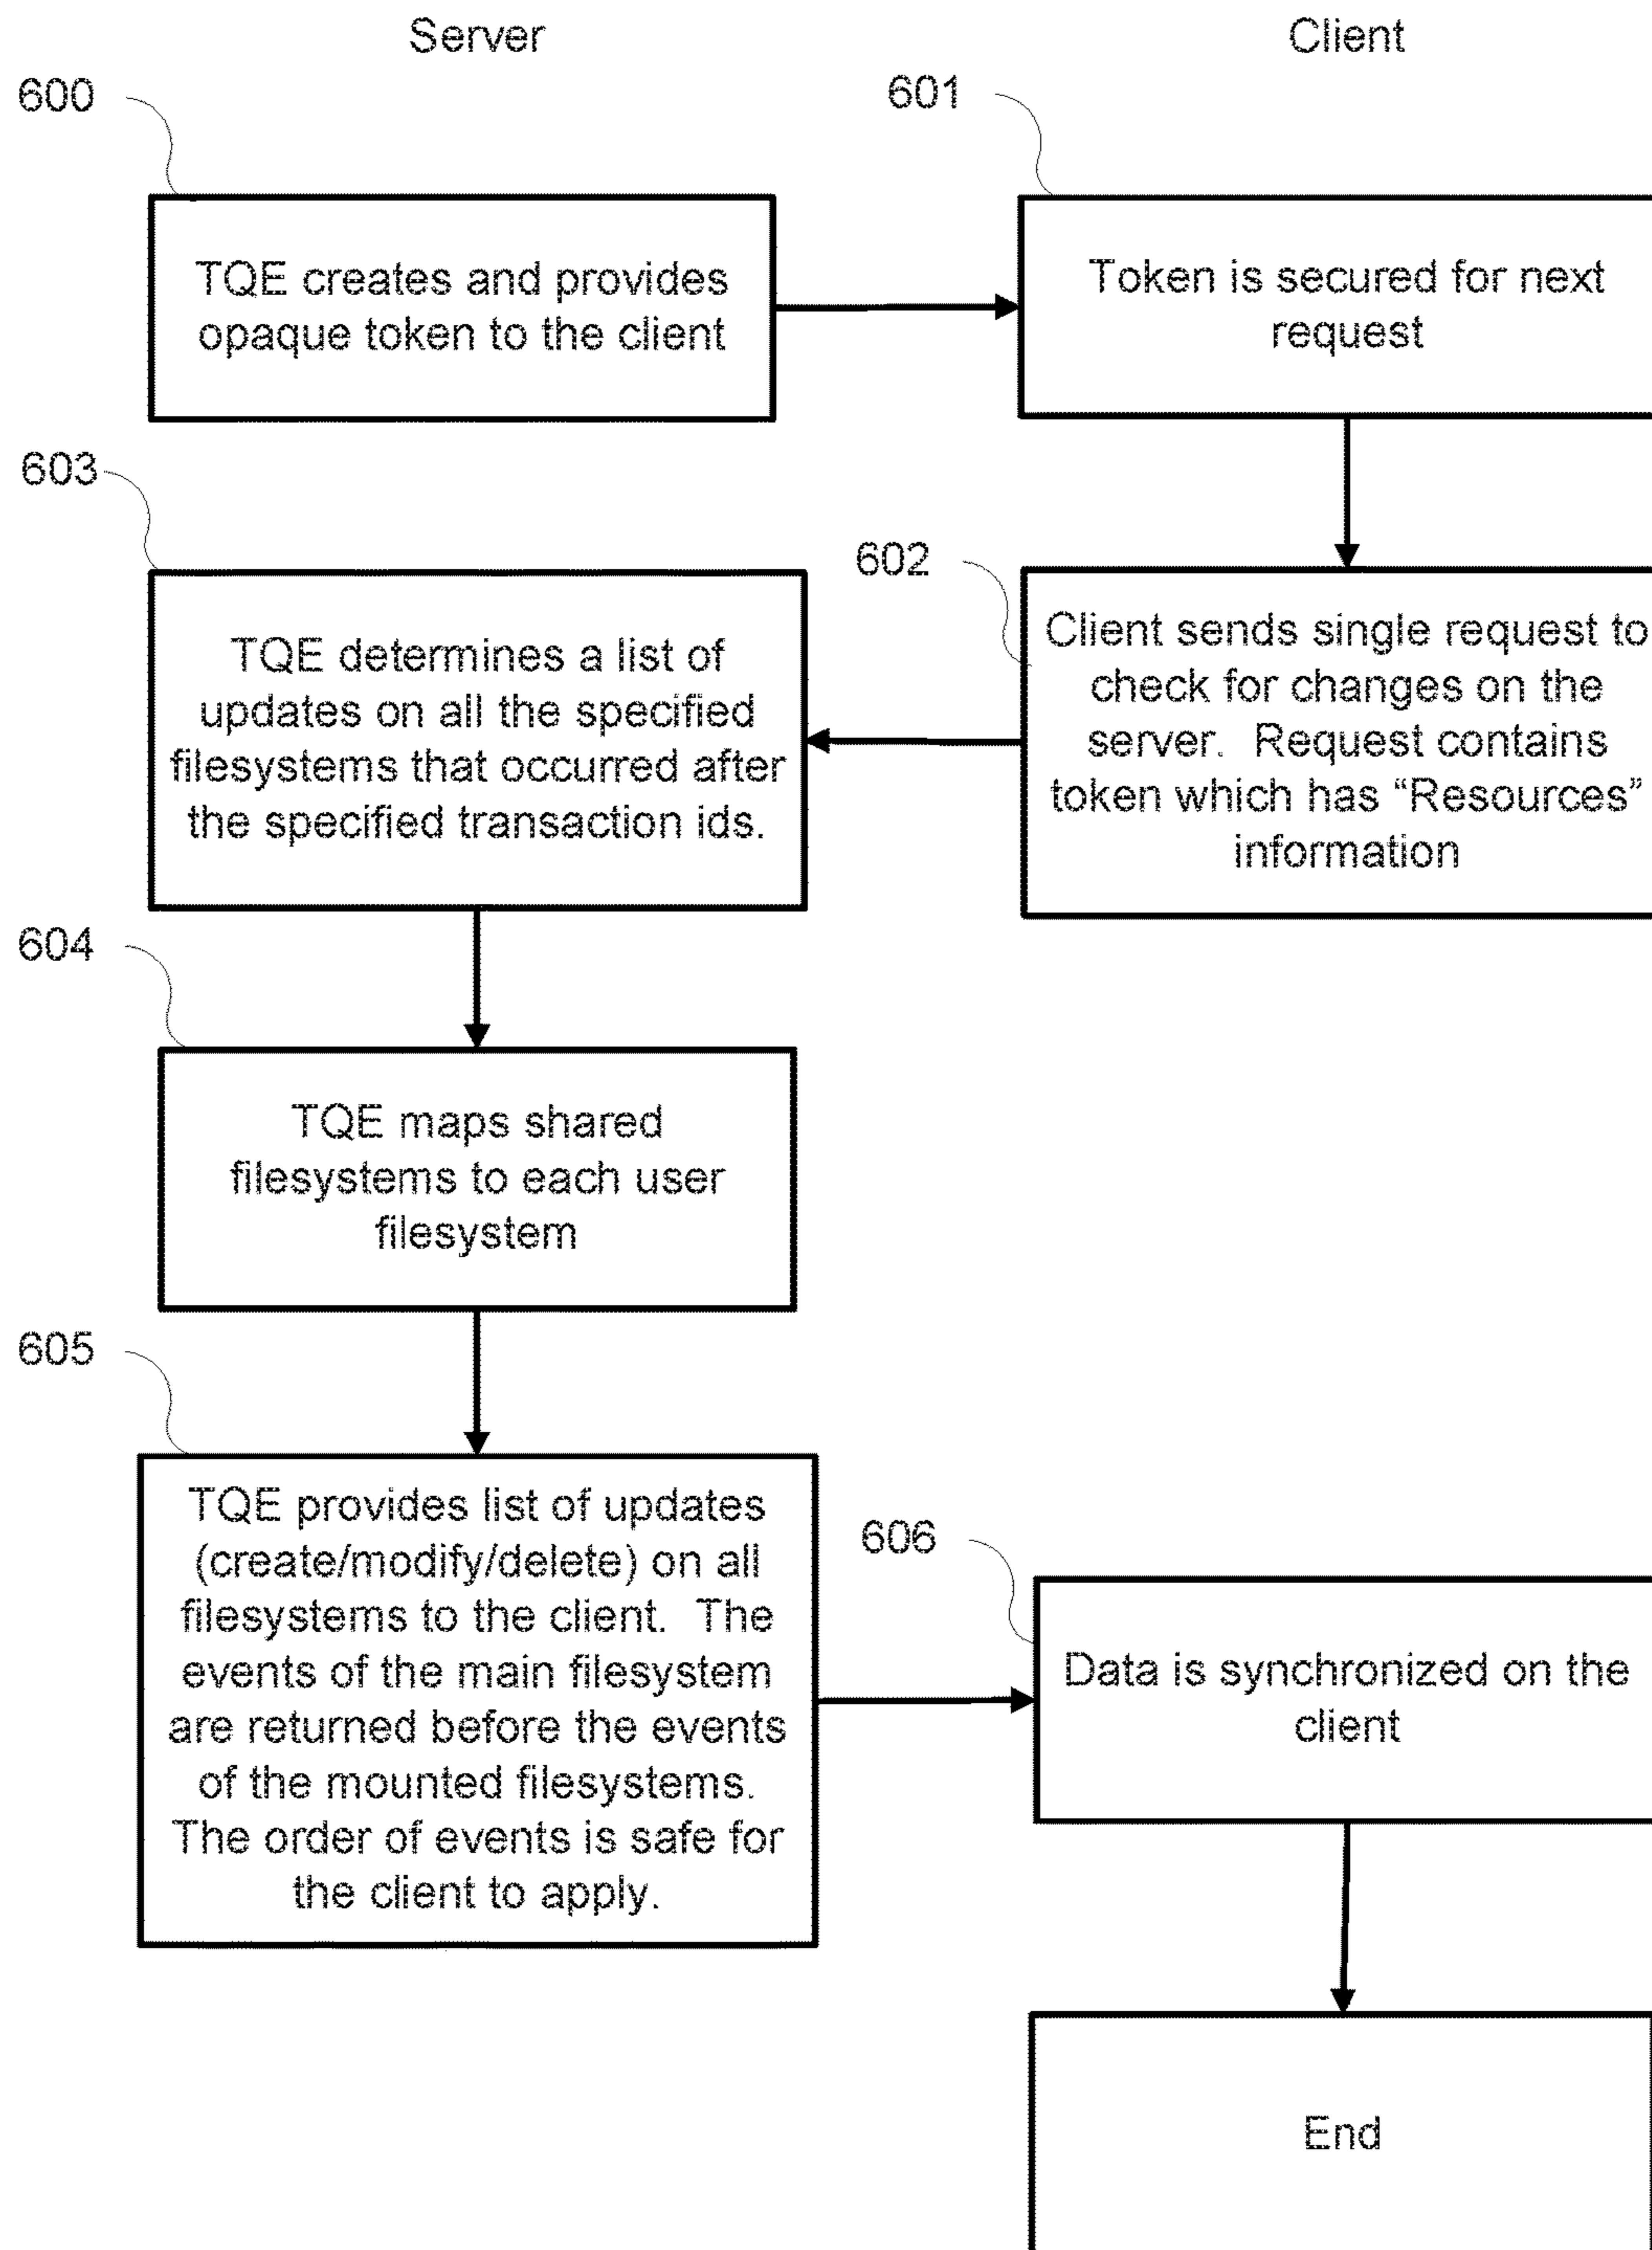 Server
Client
600
601
TQE creates and provides
opaque token to the client
Token is secured for next
request
603
602
TQE determines a list of
updates on all the specified
filesystems that occurred after
the specified transaction ids.
Client sends single request to
check for changes on the
server.  Request contains
token which has “Resources”
information
604
TQE maps shared
filesystems to each user
filesystem
605
TQE provides list of updates
(create/modify/delete) on all
filesystems to the client.  The
events of the main filesystem
are returned before the events
of the mounted filesystems.
The order of events is safe for
the client to apply.
606
Data is synchronized on the
client
End